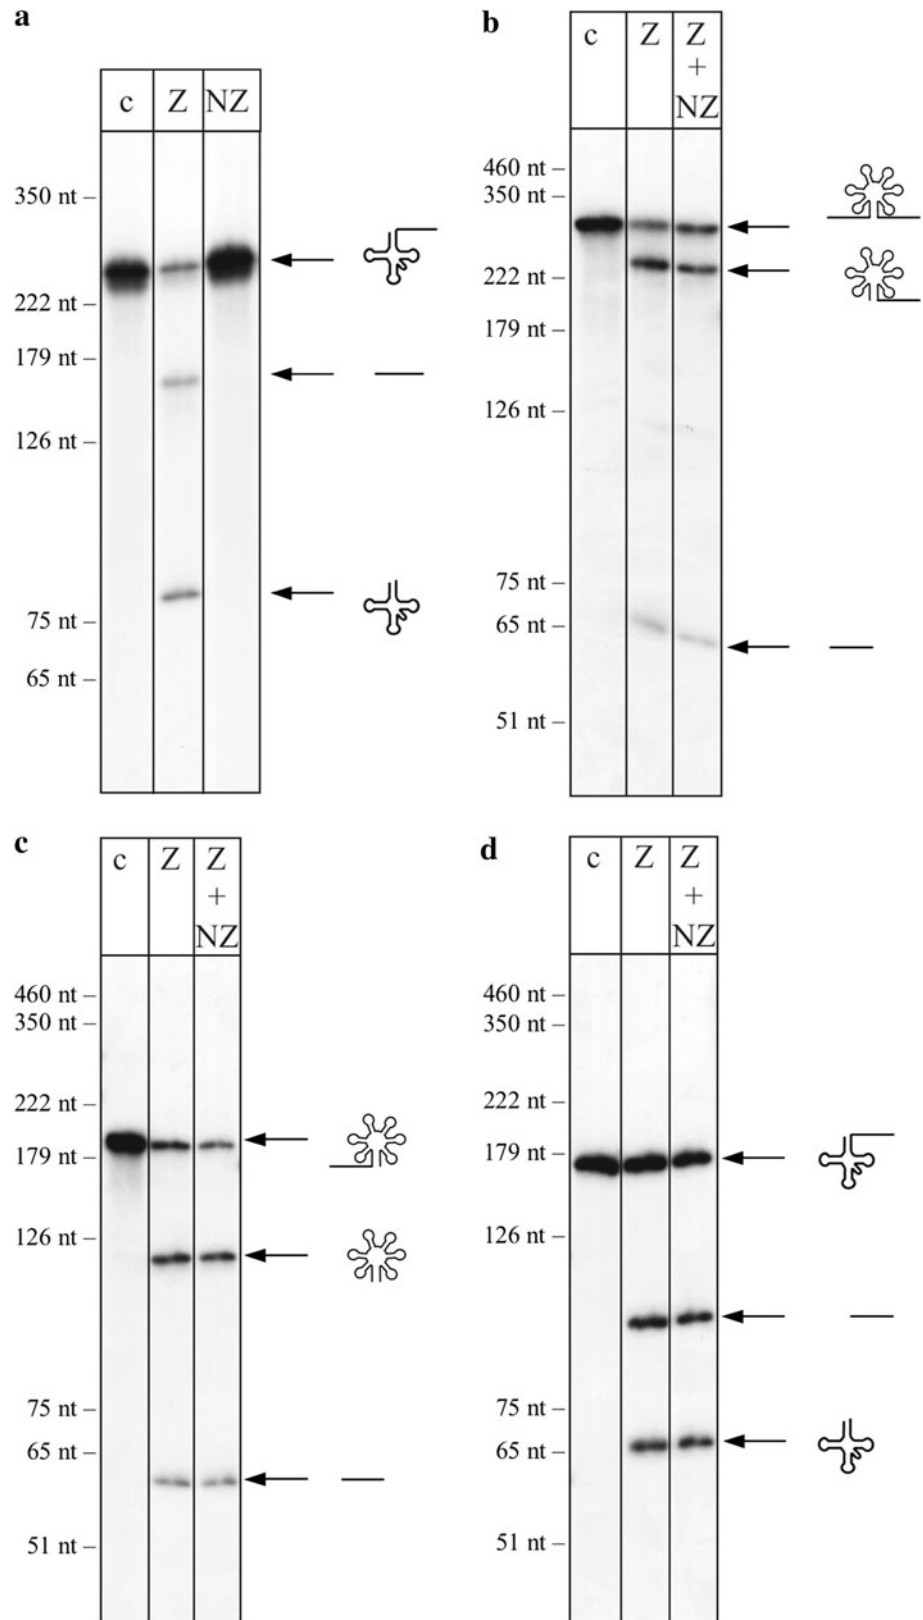 a
c Z NZ
350 nt –
222 nt –
179 nt –
126 nt –
75 nt –
65 nt –
b
c Z Z
+
NZ
460 nt –
350 nt –
222 nt –
179 nt –
126 nt –
75 nt –
65 nt –
51 nt –
c
c Z Z
+
NZ
460 nt –
350 nt –
222 nt –
179 nt –
126 nt –
75 nt –
65 nt –
51 nt –
d
c Z Z
+
NZ
460 nt –
350 nt –
222 nt –
179 nt –
126 nt –
75 nt –
65 nt –
51 nt –